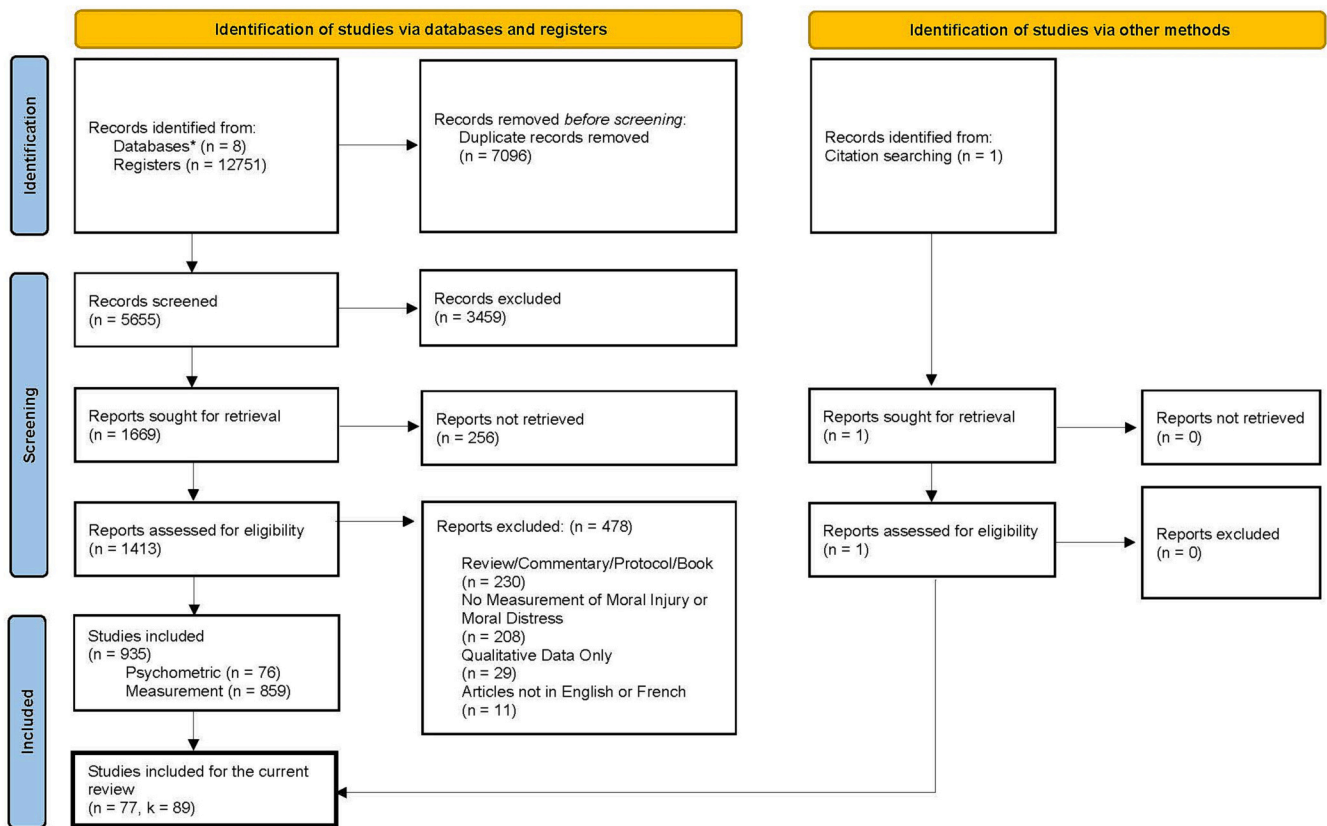 Identification of studies via databases and registers
Identification of studies via other methods
Identification
Records identified from:
Databases* (n = 8)
Registers (n = 12751)
Records removed before screening:
Duplicate records removed
(n = 7096)
Records identified from:
Citation searching (n = 1)
Screening
Records screened
(n = 5655)
Records excluded
(n = 3459)
Reports sought for retrieval
(n = 1669)
Reports not retrieved
(n = 256)
Reports sought for retrieval
(n = 1)
Reports not retrieved
(n = 0)
Reports assessed for eligibility
(n = 1413)
Reports excluded: (n = 478)
Review/Commentary/Protocol/Book
(n = 230)
No Measurement of Moral Injury or
Moral Distress
(n = 208)
Qualitative Data Only
(n = 29)
Articles not in English or French
(n = 11)
Reports assessed for eligibility
(n = 1)
Reports excluded
(n = 0)
Included
Studies included
(n = 935)
Psychometric (n = 76)
Measurement (n = 859)
Studies included for the current
review
(n = 77, k = 89)